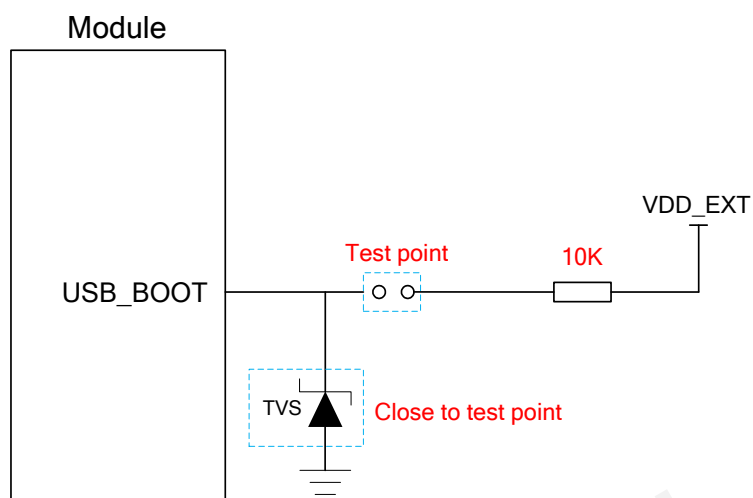 Module
VDD_EXT
Test point
10K
USB_BOOT
TVS
Close to test point